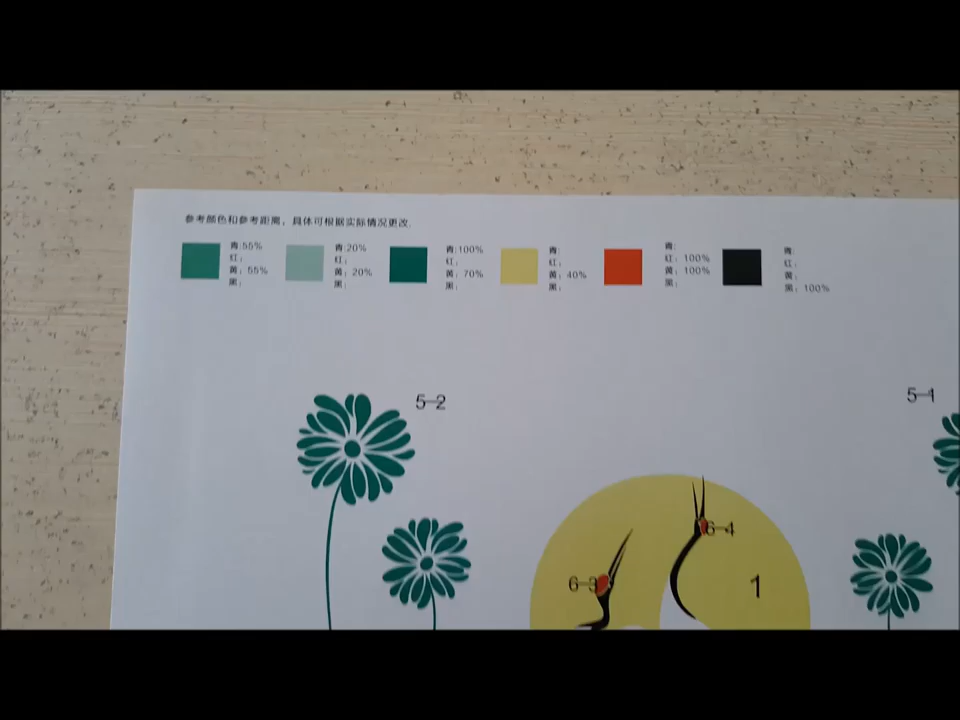 参考颜色和参考距离，具体可根据实际情况更改.
青:55%
红:
黄: 55%
黑:
青:20%
红:
黄: 20%
黑:
青:100%
红:
黄: 70%
黑:
青:
红:
黄: 40%
黑:
青:
红: 100%
黄: 100%
黑:
青:
红:
黄:
黑: 100%
5-2
5-1
6-4
6-3
1